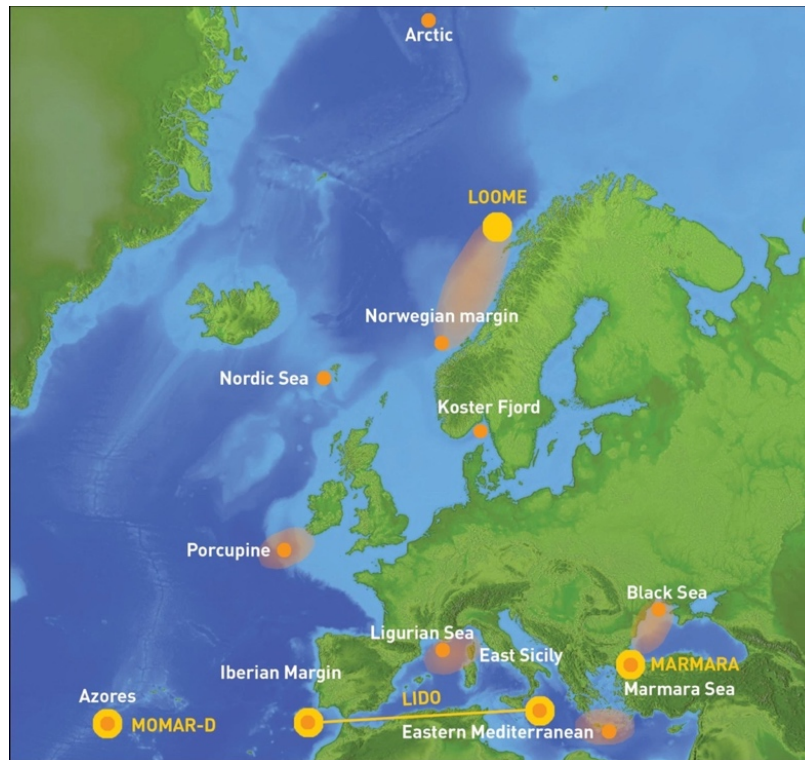 Arctic
LOOME
Norwegian margin
Nordic Sea
Koster Fjord
Porcupine
Black Sea
Ligurian Sea
East Sicily
MARMARA
Iberian Margin
Marmara Sea
Azores
LIDO
MOMAR-D
Eastern Mediterranean